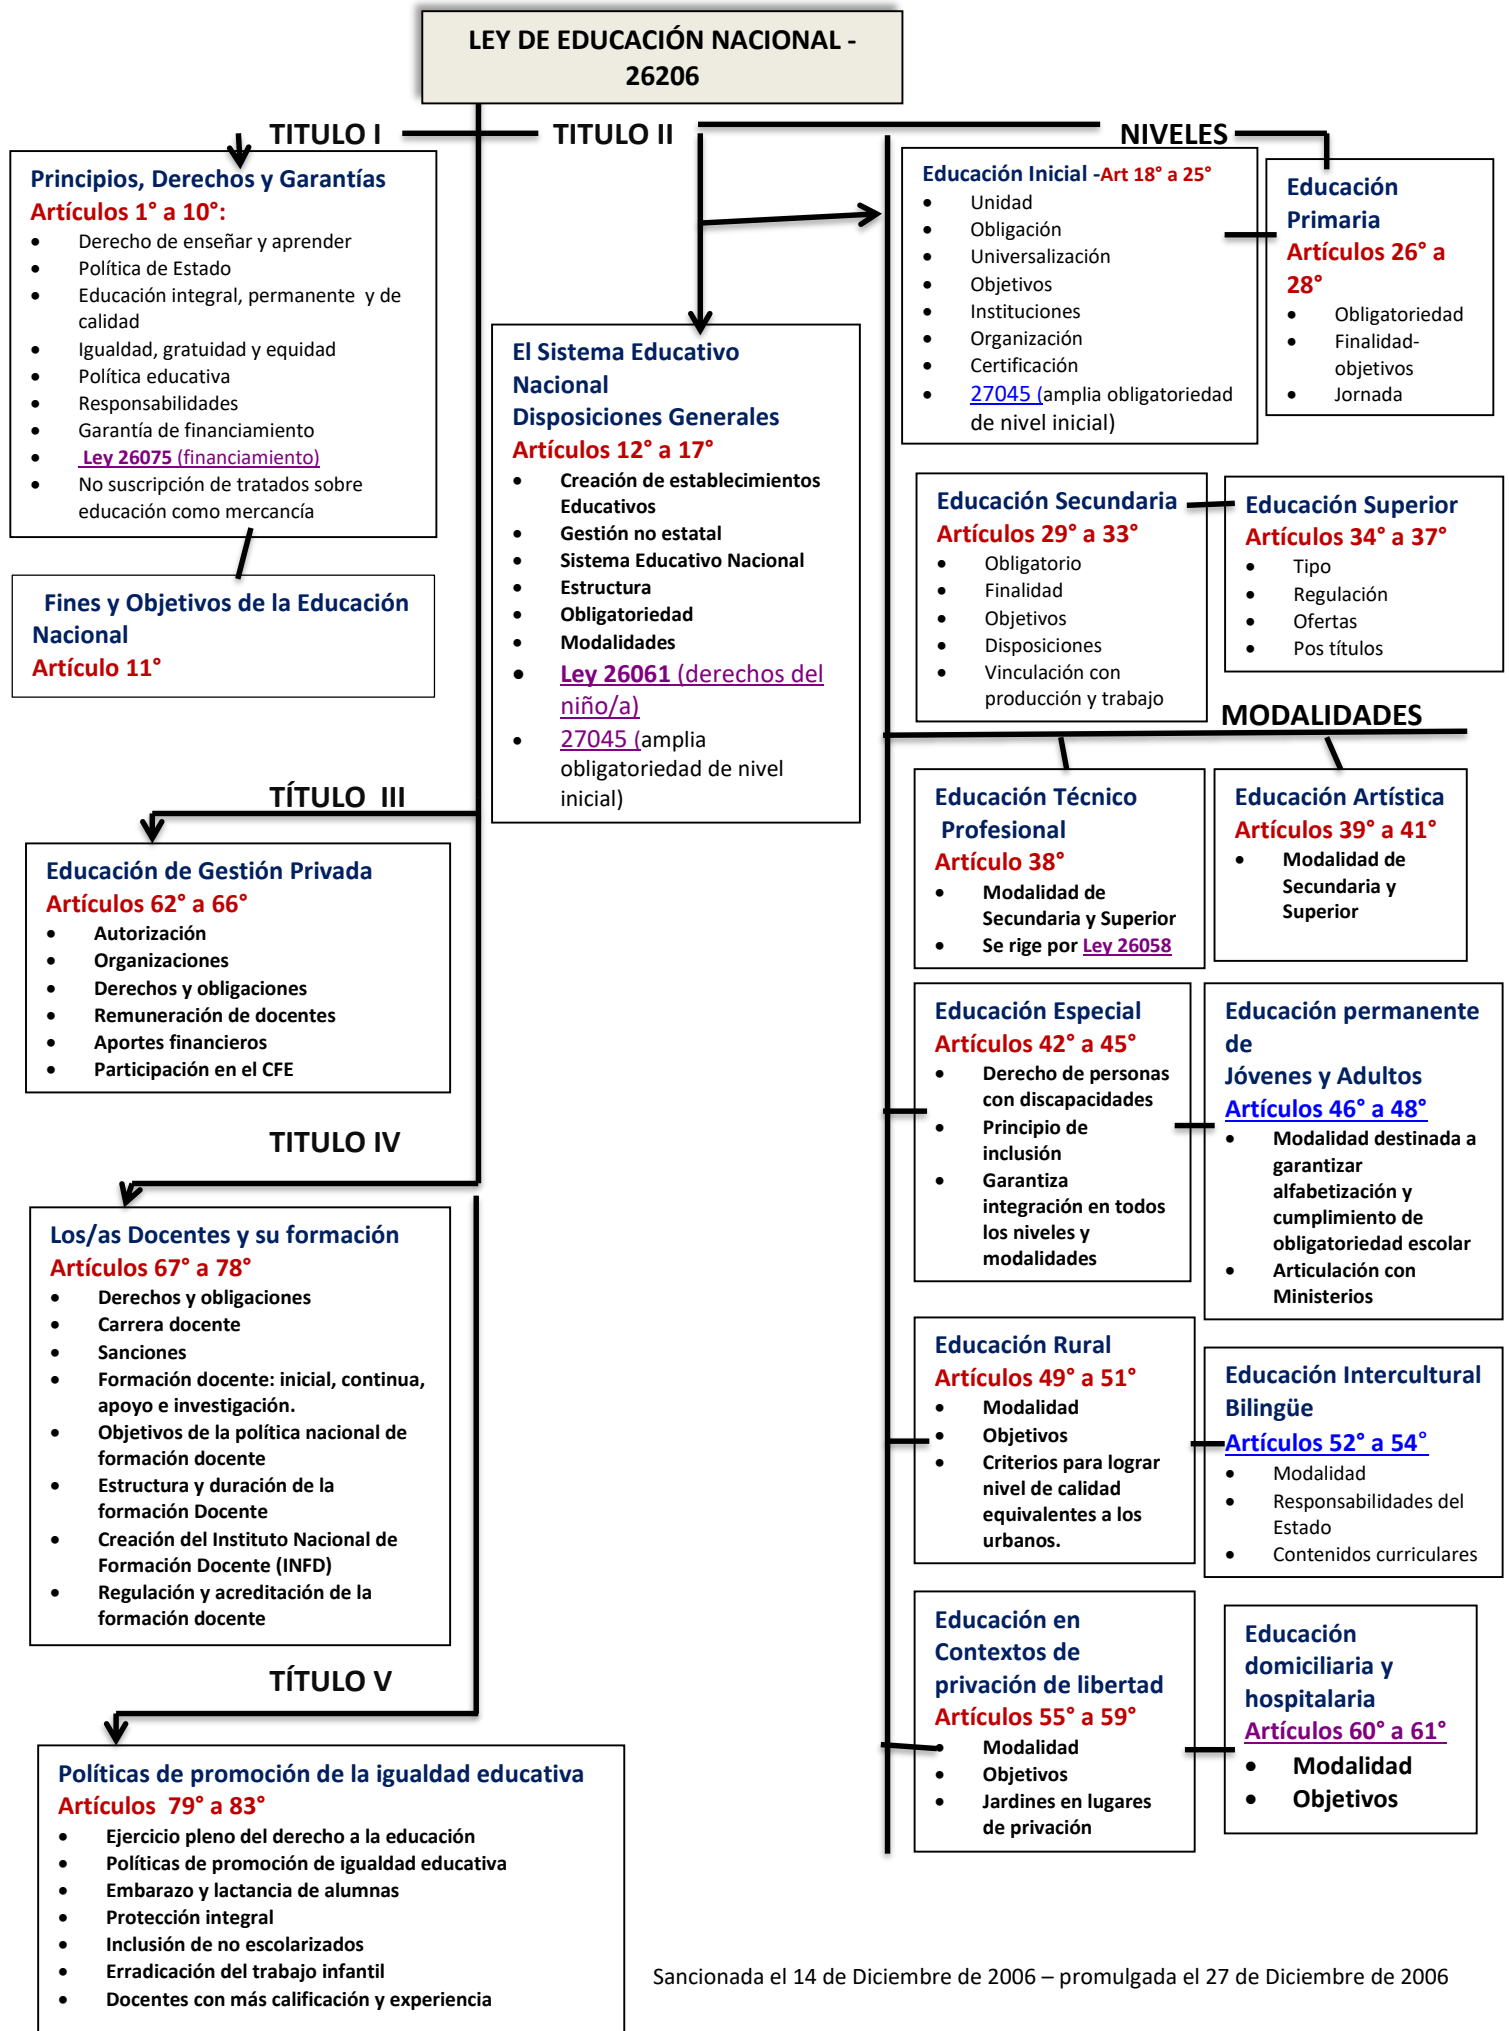 LEY DE EDUCACIÓN NACIONAL -
26206
TITULO I
Principios, Derechos y Garantías
Artículos 1° a 10°:
• Derecho de enseñar y aprender
• Política de Estado
• Educación integral, permanente y de
calidad
• Igualdad, gratuidad y equidad
• Política educativa
• Responsabilidades
• Garantía de financiamiento
• Ley 26075 (financiamiento)
• No suscripción de tratados sobre
educación como mercancía
Fines y Objetivos de la Educación
Nacional
Artículo 11°
TITULO II
El Sistema Educativo
Nacional
Disposiciones Generales
Artículos 12° a 17°
• Creación de establecimientos
Educativos
• Gestión no estatal
• Sistema Educativo Nacional
• Estructura
• Obligatoriedad
• Modalidades
• Ley 26061 (derechos del
niño/a)
• 27045 (amplia
obligatoriedad de nivel
inicial)
NIVELES
Educación Inicial -Art 18° a 25°
• Unidad
• Obligación
• Universalización
• Objetivos
• Instituciones
• Organización
• Certificación
• 27045 (amplia obligatoriedad
de nivel inicial)
Educación
Primaria
Artículos 26° a
28°
• Obligatoriedad
• Finalidad-
objetivos
• Jornada
Educación Secundaria
Artículos 29° a 33°
• Obligatorio
• Finalidad
• Objetivos
• Disposiciones
• Vinculación con
producción y trabajo
Educación Superior
Artículos 34° a 37°
• Tipo
• Regulación
• Ofertas
• Pos títulos
MODALIDADES
Educación Técnico
Profesional
Artículo 38°
• Modalidad de
Secundaria y Superior
• Se rige por Ley 26058
Educación Artística
Artículos 39° a 41°
• Modalidad de
Secundaria y
Superior
Educación Especial
Artículos 42° a 45°
• Derecho de personas
con discapacidades
• Principio de
inclusión
• Garantiza
integración en todos
los niveles y
modalidades
Educación permanente
de
Jóvenes y Adultos
Artículos 46° a 48°
• Modalidad destinada a
garantizar
alfabetización y
cumplimiento de
obligatoriedad escolar
• Articulación con
Ministerios
Educación Rural
Artículos 49° a 51°
• Modalidad
• Objetivos
• Criterios para lograr
nivel de calidad
equivalentes a los
urbanos.
Educación Intercultural
Bilingüe
Artículos 52° a 54°
• Modalidad
• Responsabilidades del
Estado
• Contenidos curriculares
Educación en
Contextos de
privación de libertad
Artículos 55° a 59°
• Modalidad
• Objetivos
• Jardines en lugares
de privación
Educación
domiciliaria y
hospitalaria
Artículos 60° a 61°
• Modalidad
• Objetivos
TÍTULO III
Educación de Gestión Privada
Artículos 62° a 66°
• Autorización
• Organizaciones
• Derechos y obligaciones
• Remuneración de docentes
• Aportes financieros
• Participación en el CFE
TITULO IV
Los/as Docentes y su formación
Artículos 67° a 78°
• Derechos y obligaciones
• Carrera docente
• Sanciones
• Formación docente: inicial, continua,
apoyo e investigación.
• Objetivos de la política nacional de
formación docente
• Estructura y duración de la
formación Docente
• Creación del Instituto Nacional de
Formación Docente (INFD)
• Regulación y acreditación de la
formación docente
TÍTULO V
Políticas de promoción de la igualdad educativa
Artículos 79° a 83°
• Ejercicio pleno del derecho a la educación
• Políticas de promoción de igualdad educativa
• Embarazo y lactancia de alumnas
• Protección integral
• Inclusión de no escolarizados
• Erradicación del trabajo infantil
• Docentes con más calificación y experiencia
Sancionada el 14 de Diciembre de 2006 – promulgada el 27 de Diciembre de 2006